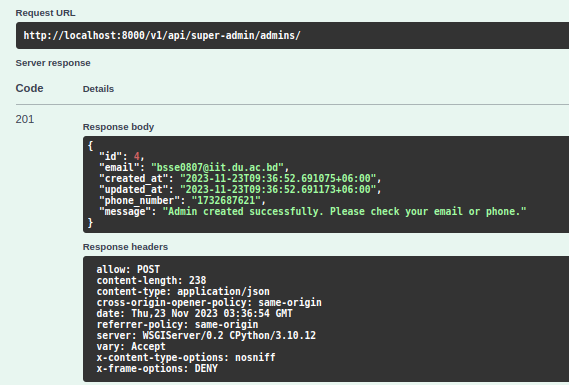 Request URL
http://localhost:8000/v1/api/super-admin/admins/
Server response
Code Details
201
Response body
{
"id": 4,
"email": "bsse0807@iit.du.ac.bd",
"created_at": "2023-11-23T09:36:52.691075+06:00",
"updated_at": "2023-11-23T09:36:52.691173+06:00",
"phone_number": "1732687621",
"message": "Admin created successfully. Please check your email or phone."
}
Response headers
allow: POST
content-length: 238
content-type: application/json
cross-origin-opener-policy: same-origin
date: Thu,23 Nov 2023 03:36:54 GMT
referrer-policy: same-origin
server: WSGIServer/0.2 CPython/3.10.12
vary: Accept
x-content-type-options: nosniff
x-frame-options: DENY